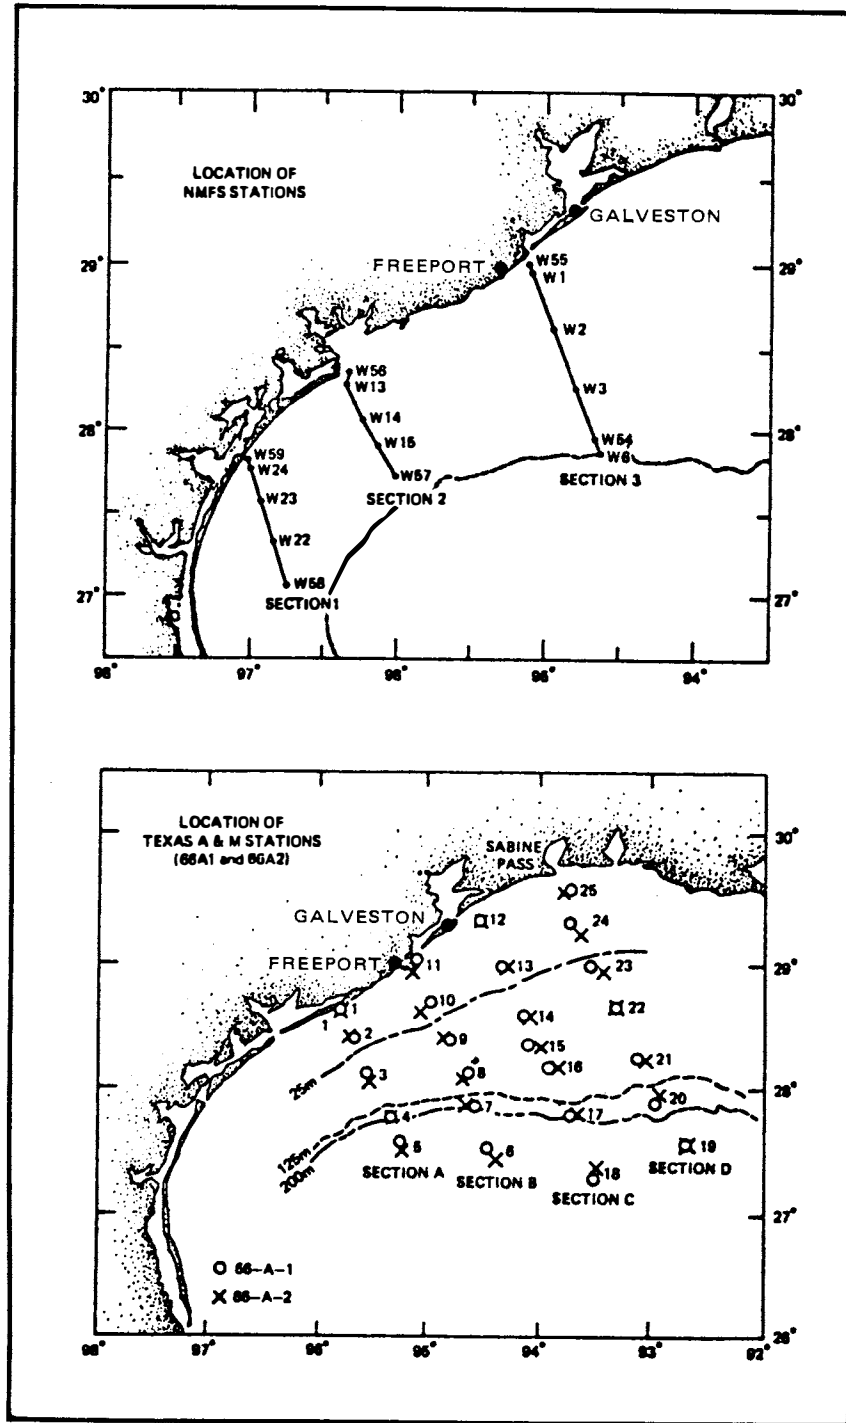 30°
30°
LOCATION OF
NMFS STATIONS
GALVESTON
29°
FREEPORT
W55
29°
W1
W2
W56
W13
W3
W14
28°
W15
W54
28°
W59
W6
W24
W57
SECTION 2
SECTION 3
W23
W22
27°
W58
SECTION 1
27°
98°
97°
96°
95°
94°
LOCATION OF
TEXAS A & M STATIONS
(66A1 and 66A2)
SABINE
PASS
30°
25
GALVESTON
12
24
FREEPORT
11
13
23
29°
1
10
22
1
2
9
14
15
21
3
8
16
25m
28°
4
7
17
20
125m
200m
5
6
19
SECTION A
SECTION B
18
SECTION D
SECTION C
27°
66-A-1
66-A-2
98°
97°
96°
95°
94°
93°
92°
26°